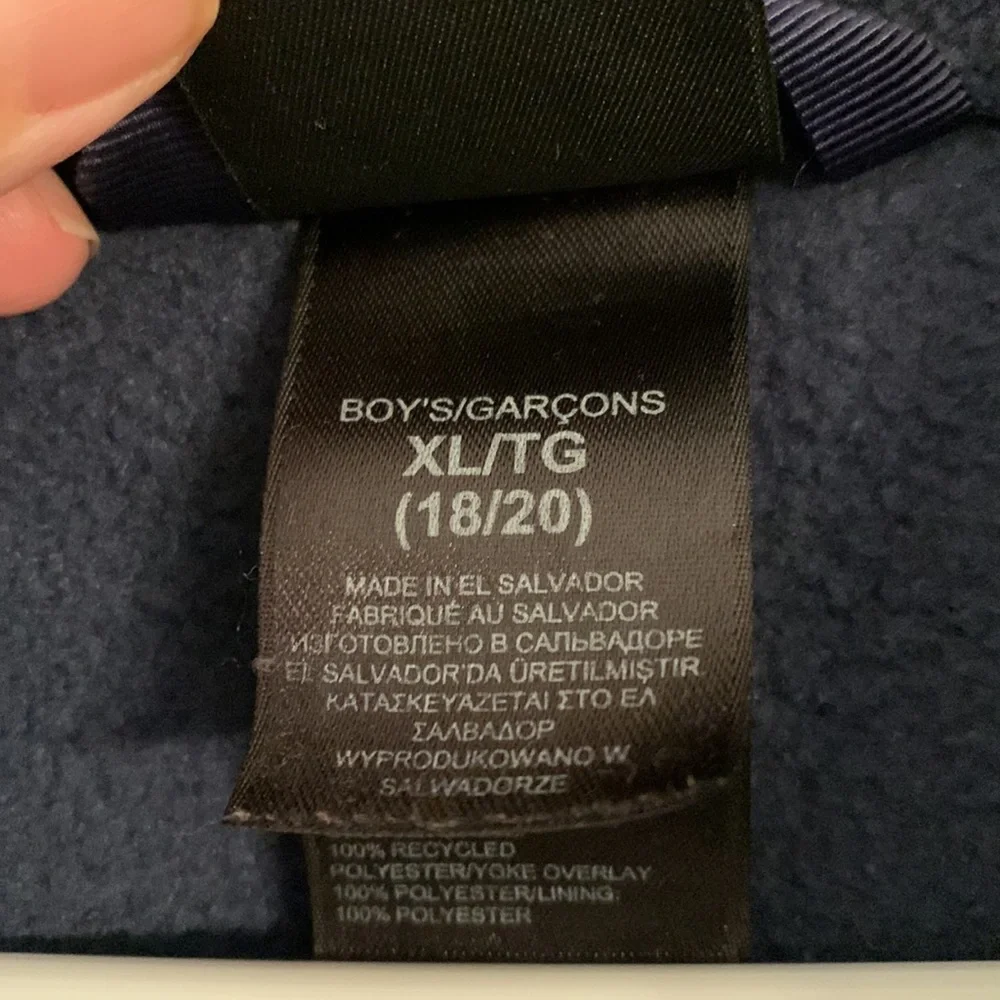 BOY'S/GARÇONS
XL/TG
(18/20)
MADE IN EL SALVADOR
FABRIQUÉ AU SALVADOR
ИЗГОТОВЛЕНО В САЛЬВАДОРЕ
EL SALVADOR'DA ÜRETILMIŞTIR
ΚΑΤΑΣΚΕΥΑΖΕΤΑΙ ΣΤΟ ΕΛ
ΣΑΛΒΑΔΟΡ
WYPRODUKOWANO W
SALWADORZE
100% RECYCLED
POLYESTER/YOKE OVERLAY
100% POLYESTER/LINING:
100% POLYESTER